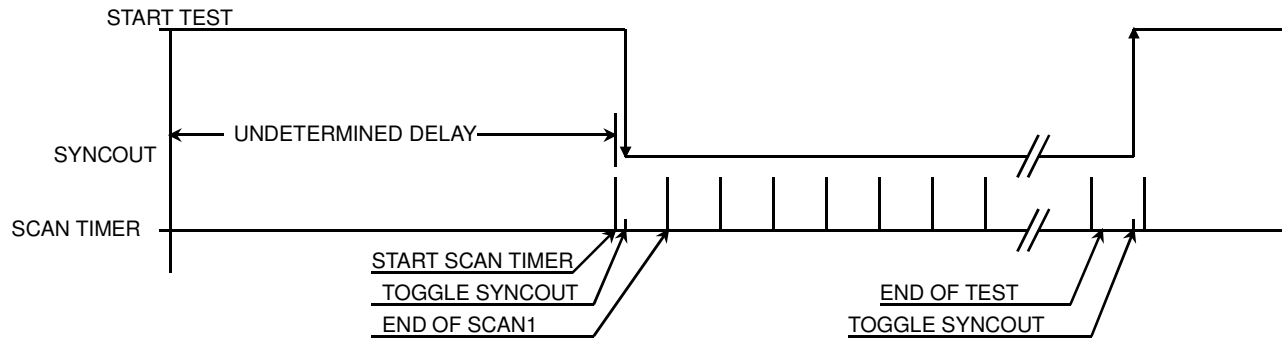 START TEST
UNDETERMINED DELAY
SYNCOUT
SCAN TIMER
START SCAN TIMER
TOGGLE SYNCOUT
END OF SCAN1
END OF TEST
TOGGLE SYNCOUT